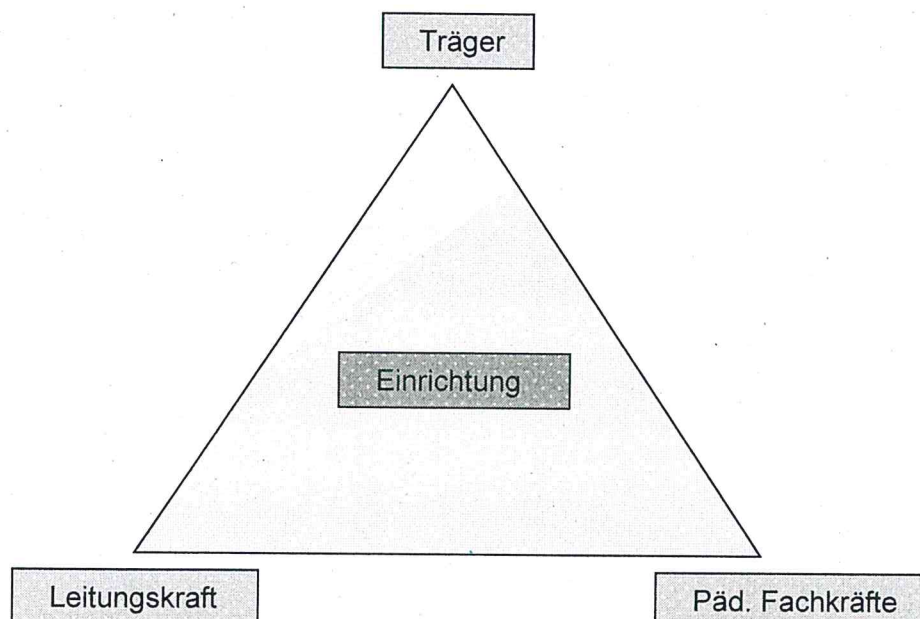 Träger
Einrichtung
Leitungskraft
Päd. Fachkräfte